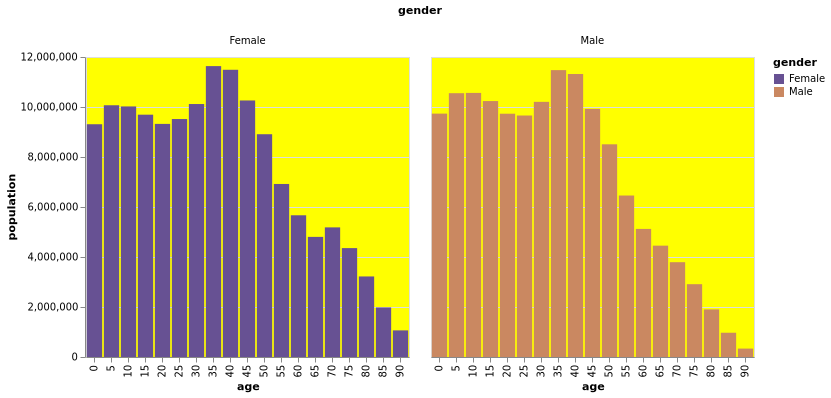 gender
Female
Male
gender
Female
Male
population
12,000,000
10,000,000
8,000,000
6,000,000
4,000,000
2,000,000
0
0 5 10 15 20 25 30 35 40 45 50 55 60 65 70 75 80 85 90
0 5 10 15 20 25 30 35 40 45 50 55 60 65 70 75 80 85 90
age
age